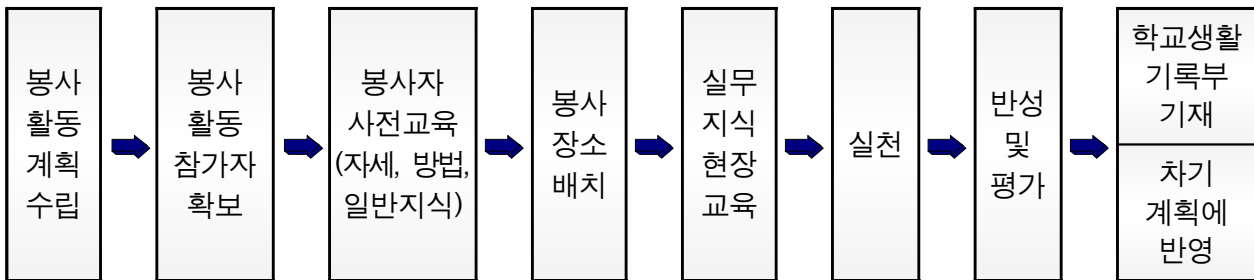 봉사
활동
계획
수립
봉사
활동
참가자
확보
봉사자
사전교육
(자세, 방법,
일반지식)
봉사
장소
배치
실무
지식
현장
교육
실천
반성
및
평가
학교생활
기록부
기재
차기
계획에
반영